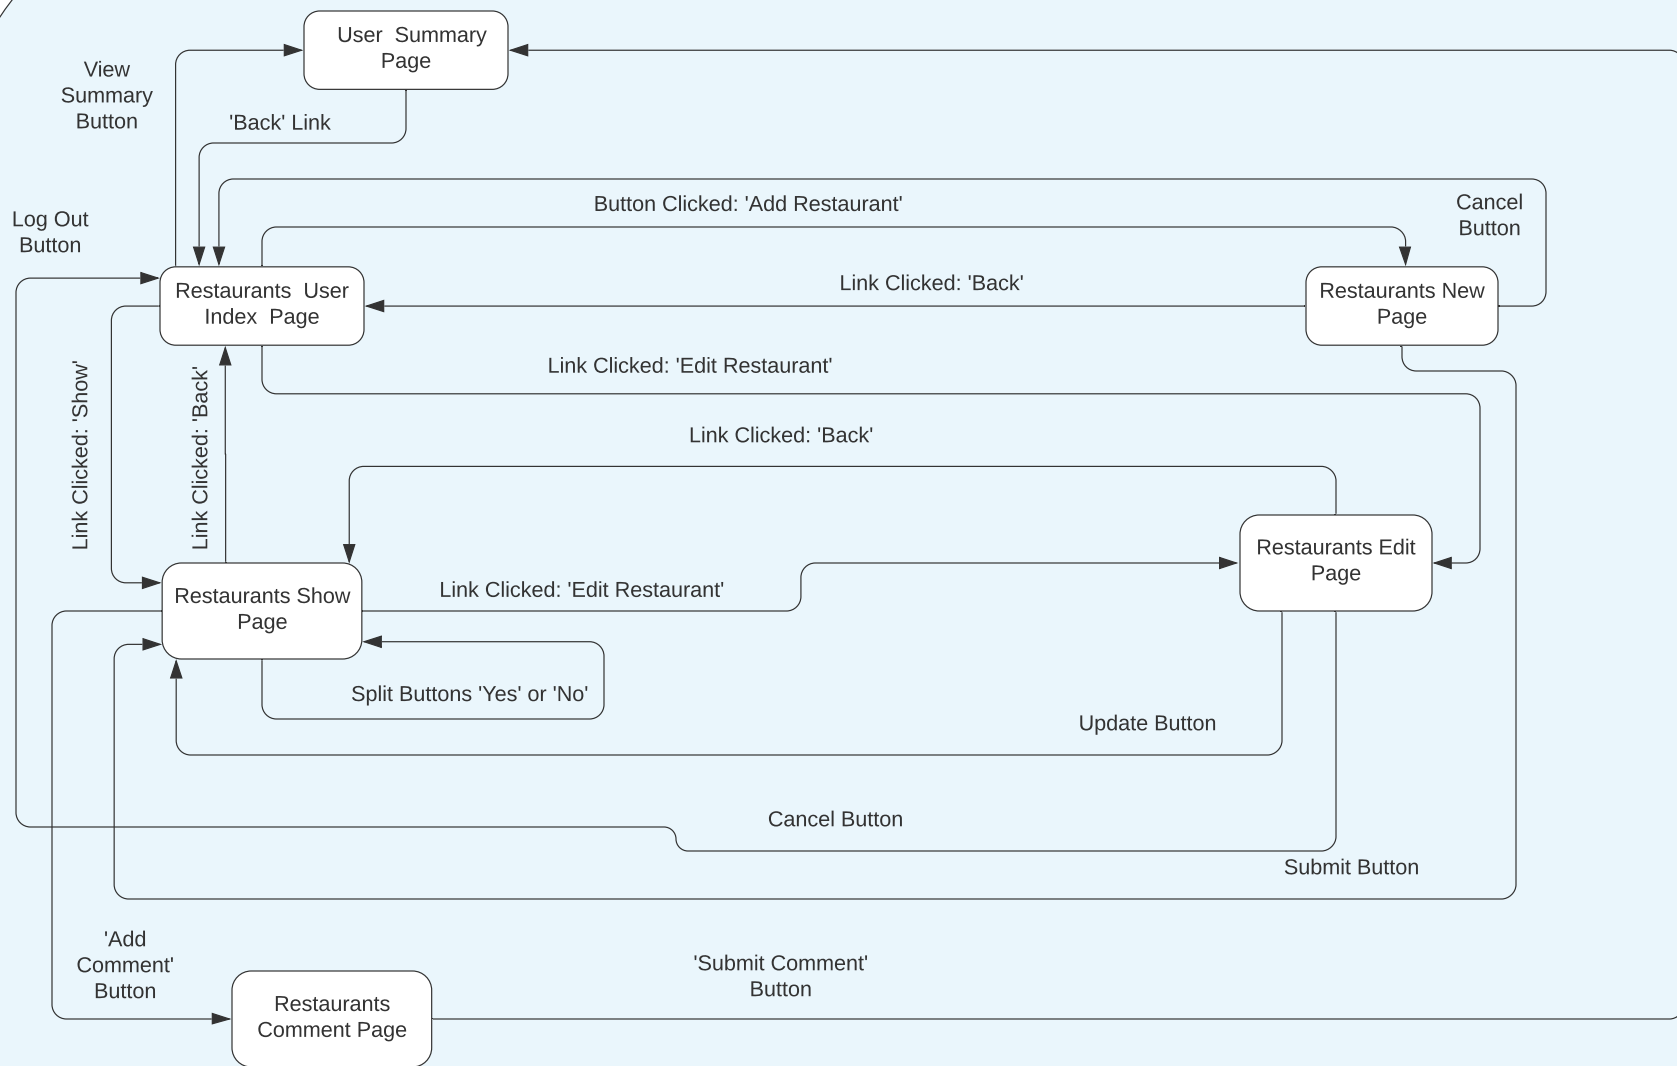 User Summary
Page
View
Summary
Button
'Back' Link
Log Out
Button
Button Clicked: 'Add Restaurant'
Cancel
Button
Restaurants User
Index Page
Link Clicked: 'Back'
Restaurants New
Page
Link Clicked: 'Edit Restaurant'
Link Clicked: 'Show'
Link Clicked: 'Back'
Link Clicked: 'Back'
Restaurants Edit
Page
Restaurants Show
Page
Link Clicked: 'Edit Restaurant'
Split Buttons 'Yes' or 'No'
Update Button
Cancel Button
Submit Button
'Add
Comment'
Button
'Submit Comment'
Button
Restaurants
Comment Page